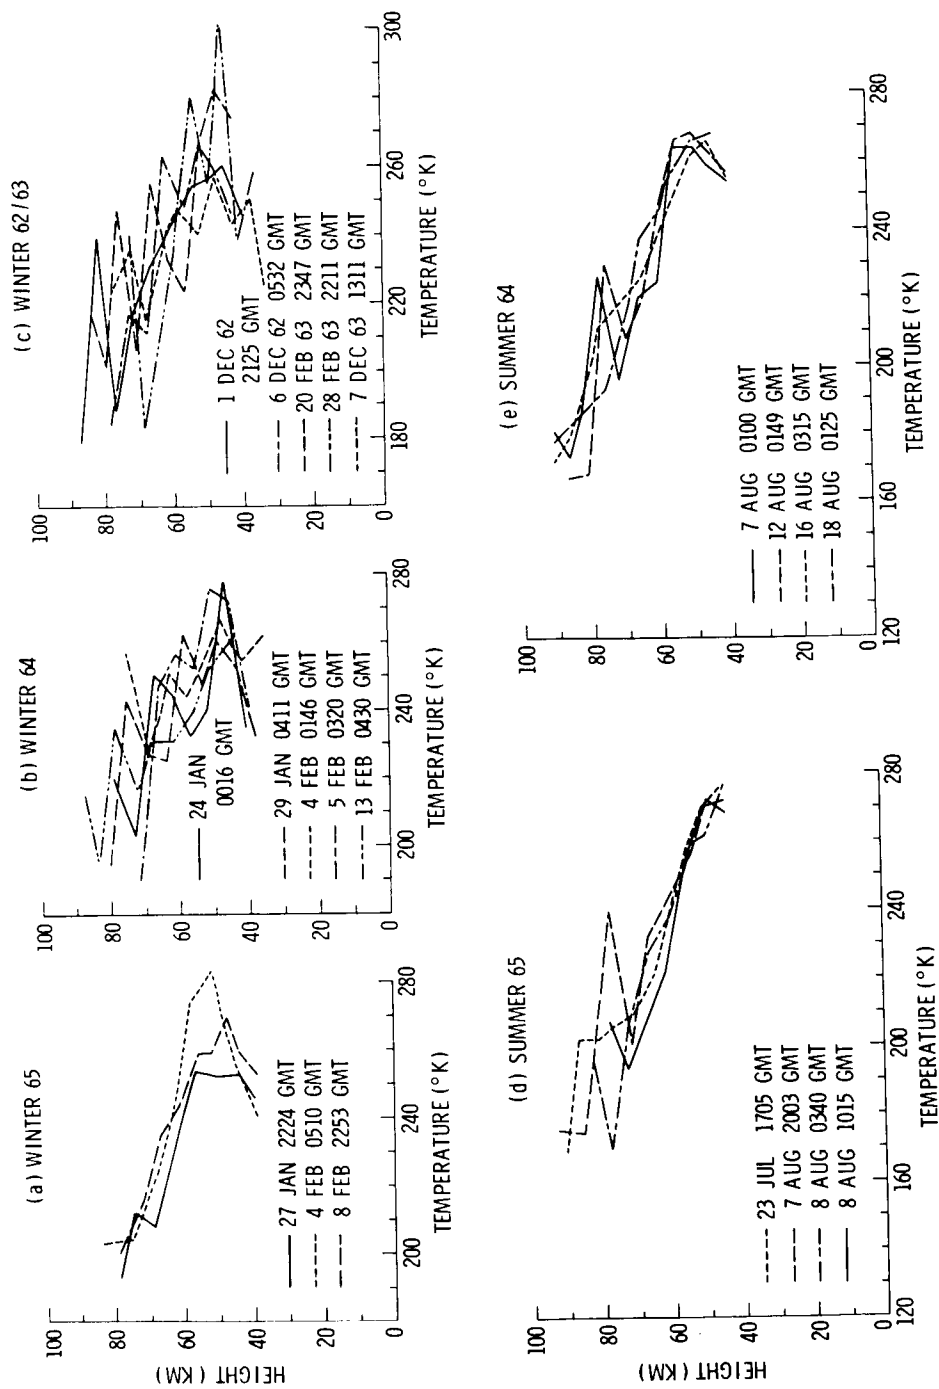 (a) WINTER 65
HEIGHT (KM)
100
80
60
40
20
0
27 JAN 2224 GMT
4 FEB 0510 GMT
8 FEB 2253 GMT
200
240
280
TEMPERATURE (°K)
(b) WINTER 64
100
80
60
40
20
0
24 JAN
0016 GMT
29 JAN 0411 GMT
4 FEB 0146 GMT
5 FEB 0320 GMT
13 FEB 0430 GMT
200
240
280
TEMPERATURE (°K)
(c) WINTER 62/63
100
80
60
40
20
0
1 DEC 62
2125 GMT
6 DEC 62 0532 GMT
20 FEB 63 2347 GMT
28 FEB 63 2211 GMT
7 DEC 63 1311 GMT
180
220
260
300
TEMPERATURE (°K)
(d) SUMMER 65
HEIGHT (KM)
100
80
60
40
20
0
23 JUL 1705 GMT
7 AUG 2003 GMT
8 AUG 0340 GMT
8 AUG 1015 GMT
120
160
200
240
280
TEMPERATURE (°K)
(e) SUMMER 64
100
80
60
40
20
0
7 AUG 0100 GMT
12 AUG 0149 GMT
16 AUG 0315 GMT
18 AUG 0125 GMT
120
160
200
240
280
TEMPERATURE (°K)